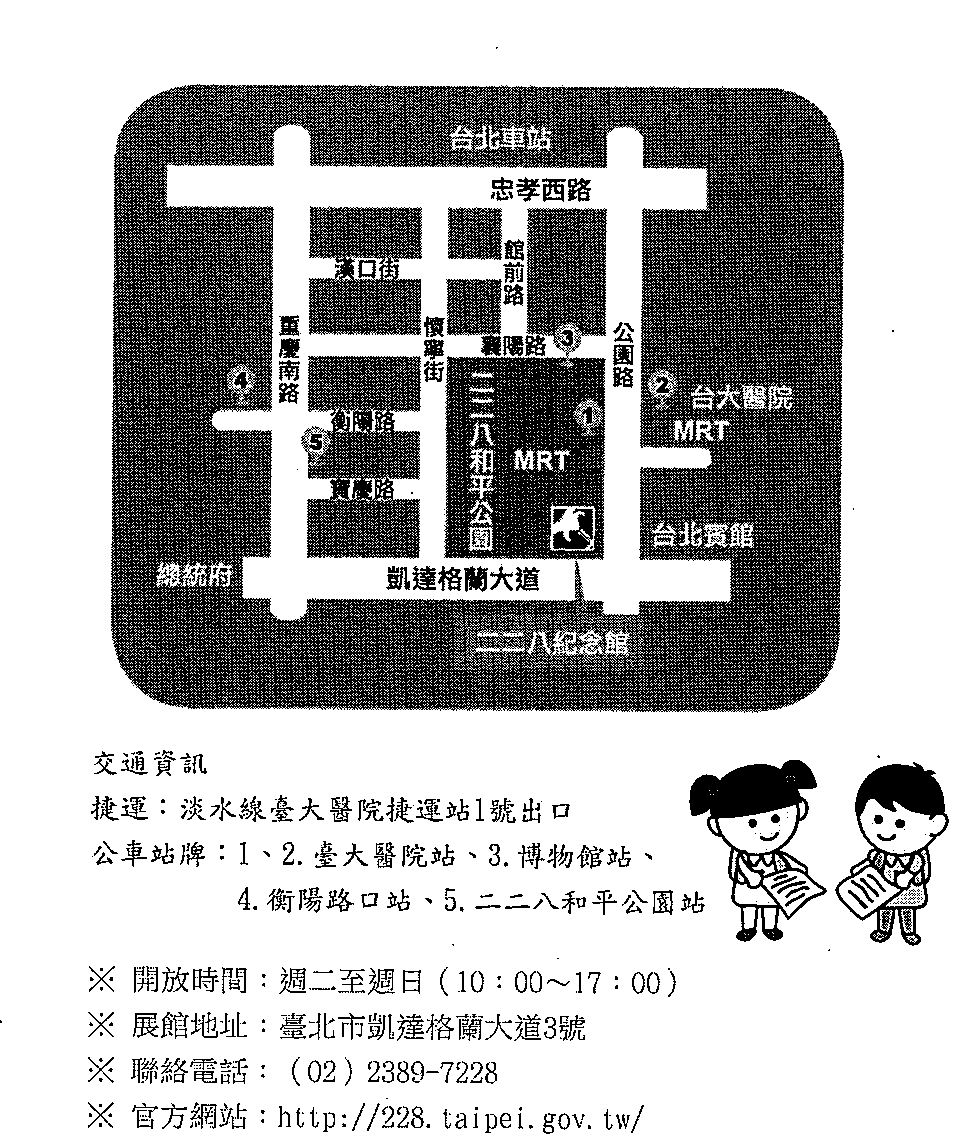 台北車站
忠孝西路
館前路
漢口街
重慶南路
懷寧街
襄陽路
3
公園路
4
2
台大醫院
MRT
1
衡陽路
5
二二八和平公園
MRT
寶慶路
台北賓館
總統府
凱達格蘭大道
二二八紀念館
交通資訊
捷運：淡水線臺大醫院捷運站1號出口
公車站牌：1、2.臺大醫院站、3.博物館站、
4.衡陽路口站、5.二二八和平公園站
※ 開放時間：週二至週日（10：00～17：00）
※ 展館地址：臺北市凱達格蘭大道3號
※ 聯絡電話：（02）2389-7228
※ 官方網站：http://228.taipei.gov.tw/